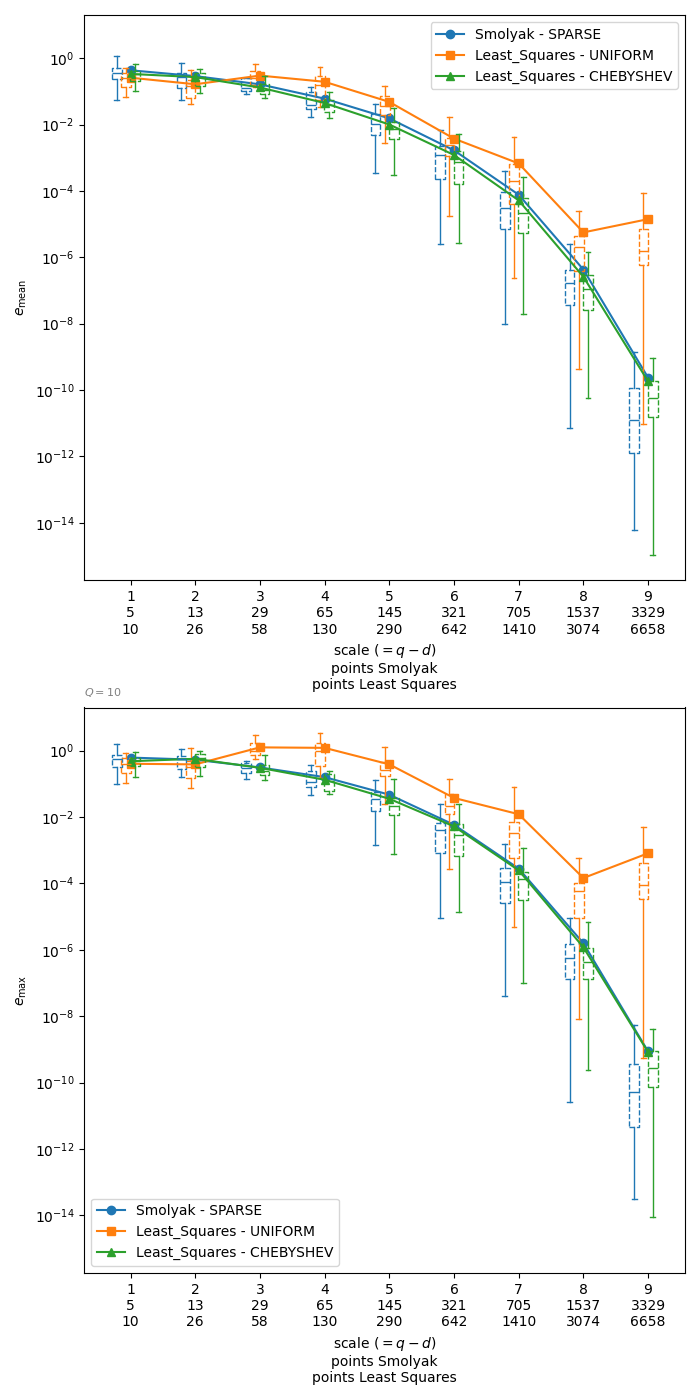 Smolyak - SPARSE
Least_Squares - UNIFORM
Least_Squares - CHEBYSHEV
10⁰
10⁻²
10⁻⁴
10⁻⁶
10⁻⁸
10⁻¹⁰
10⁻¹²
10⁻¹⁴
e_mean
1 2 3 4 5 6 7 8 9
5 13 29 65 145 321 705 1537 3329
10 26 58 130 290 642 1410 3074 6658
scale (= q − d)
points Smolyak
points Least Squares
Q = 10
10⁰
10⁻²
10⁻⁴
10⁻⁶
10⁻⁸
10⁻¹⁰
10⁻¹²
10⁻¹⁴
e_max
Smolyak - SPARSE
Least_Squares - UNIFORM
Least_Squares - CHEBYSHEV
1 2 3 4 5 6 7 8 9
5 13 29 65 145 321 705 1537 3329
10 26 58 130 290 642 1410 3074 6658
scale (= q − d)
points Smolyak
points Least Squares